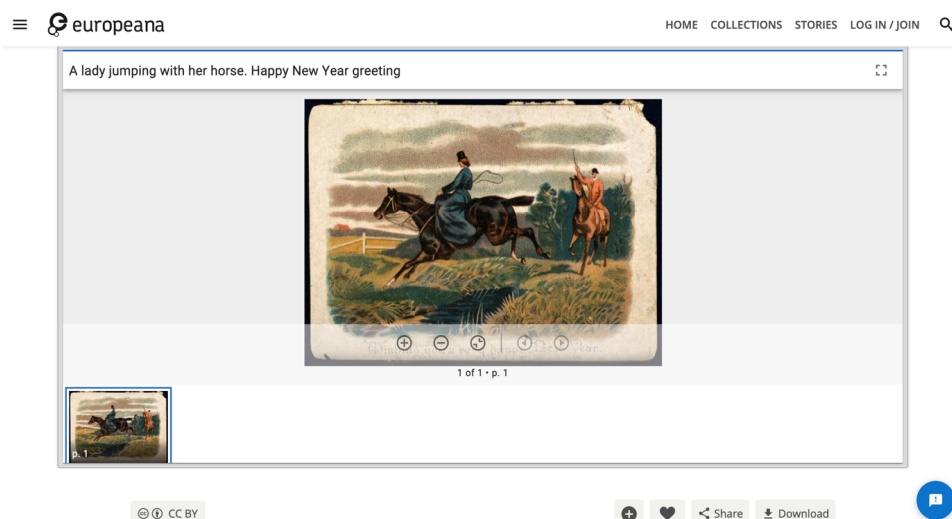 europeana
HOME COLLECTIONS STORIES LOG IN / JOIN
A lady jumping with her horse. Happy New Year greeting
year.
1 of 1 • p. 1
p. 1
CC BY
Share
Download